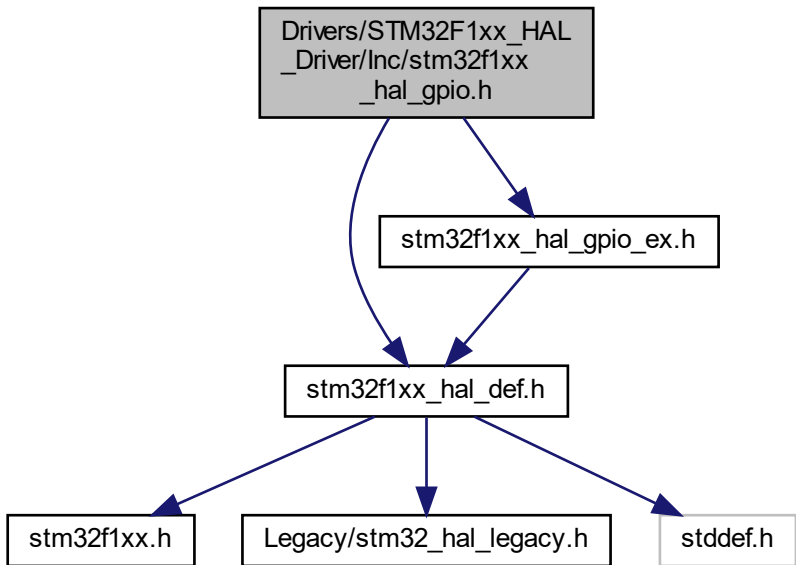 Drivers/STM32F1xx_HAL
_Driver/Inc/stm32f1xx
_hal_gpio.h
stm32f1xx_hal_gpio_ex.h
stm32f1xx_hal_def.h
stm32f1xx.h
Legacy/stm32_hal_legacy.h
stddef.h